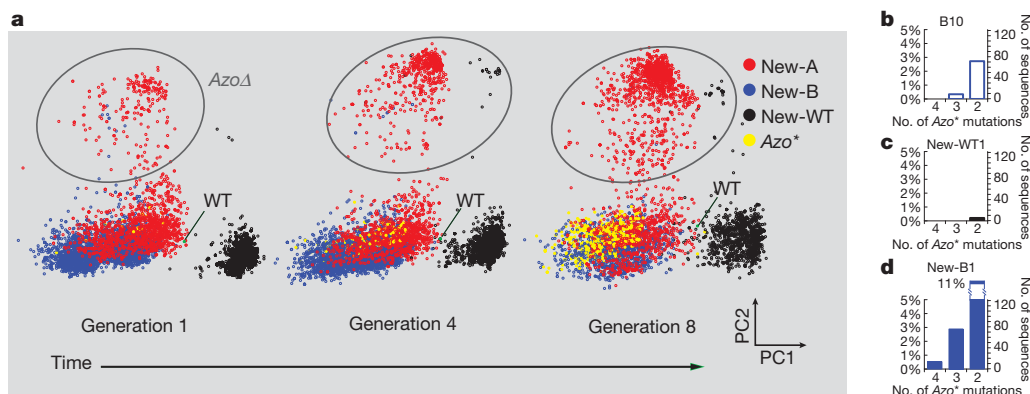 a
AzoΔ
WT
WT
WT
New-A
New-B
New-WT
Azo*
Generation 1
Generation 4
Generation 8
PC2
PC1
Time
b
B10
5%
4%
3%
2%
1%
0%
120
80
40
0
No. of sequences
4 3 2
No. of Azo* mutations
c
New-WT1
5%
4%
3%
2%
1%
0%
120
80
40
0
No. of sequences
4 3 2
No. of Azo* mutations
d
New-B1
11%
5%
4%
3%
2%
1%
0%
120
80
40
0
No. of sequences
4 3 2
No. of Azo* mutations